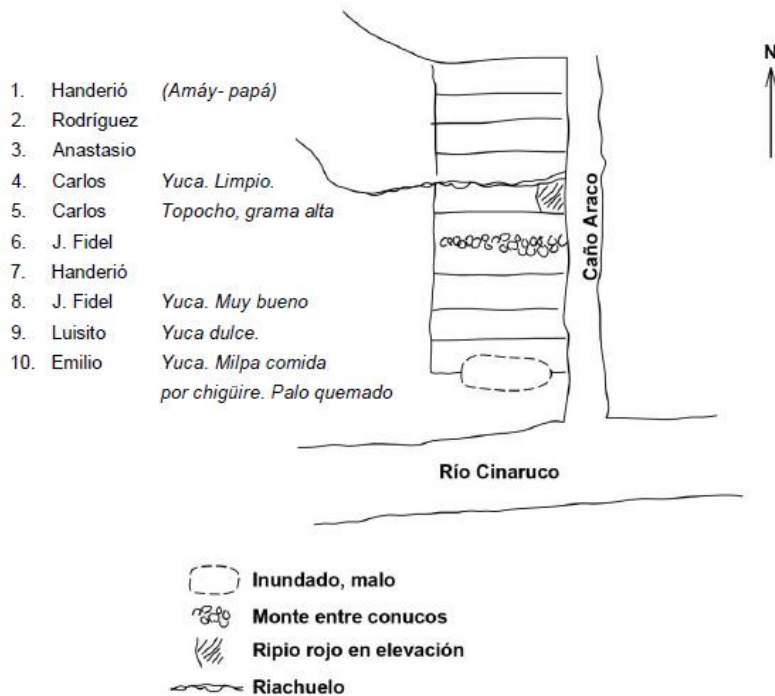 N
1. Handerió (Amáy- papá)
2. Rodríguez
3. Anastasio
4. Carlos Yuca. Limpio.
5. Carlos Topocho, grama alta
6. J. Fidel
7. Handerió
8. J. Fidel Yuca. Muy bueno
9. Luisito Yuca dulce.
10. Emilio Yuca. Milpa comida
por chigüire. Palo quemado
Caño Araco
Río Cinaruco
Inundado, malo
Monte entre conucos
Ripio rojo en elevación
Riachuelo